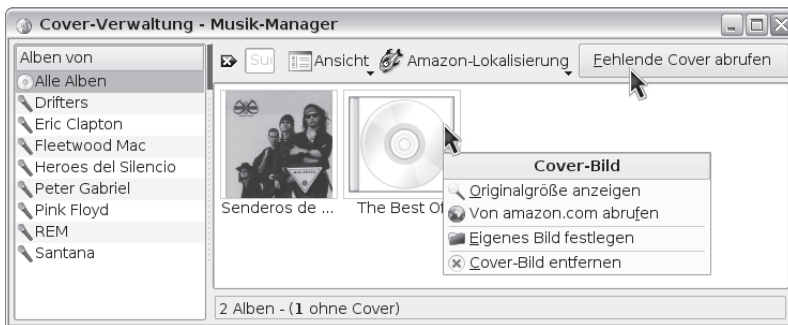 Cover-Verwaltung - Musik-Manager
Alben von
Alle Alben
Drifters
Eric Clapton
Fleetwood Mac
Heroes del Silencio
Peter Gabriel
Pink Floyd
REM
Santana
Ansicht Amazon-Lokalisierung Fehlende Cover abrufen
Senderos de ... The Best Of
Cover-Bild
Originalgröße anzeigen
Von amazon.com abrufen
Eigenes Bild festlegen
Cover-Bild entfernen
2 Alben - (1 ohne Cover)